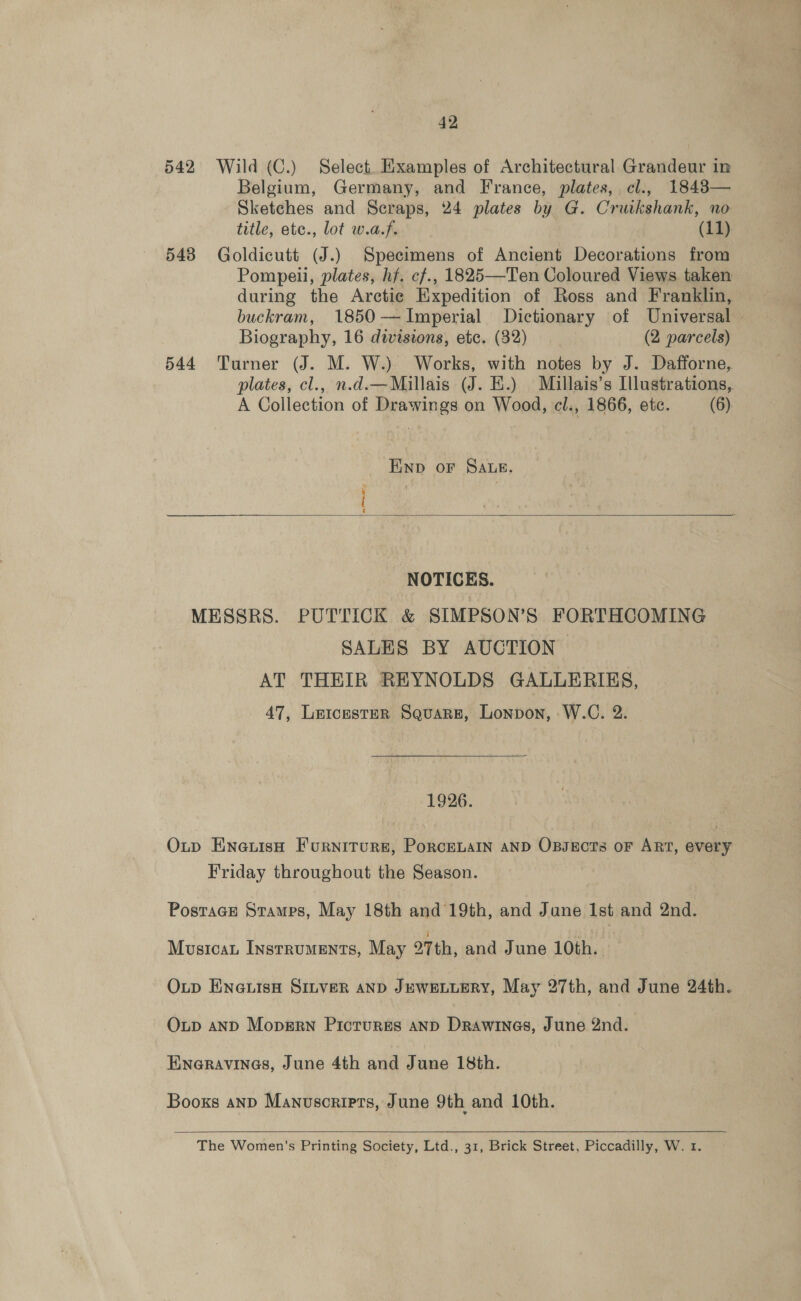 42
542 Wild (C.) Select Examples of Architectural Grandeur in
Belgium, Germany, and France, plates, cl., 1843—
Sketches and Scraps, 24 plates by G. Cruikshank, no
title, etc., lot w.a.f. (11)
543 Goldicutt (J.) Specimens of Ancient Decorations from
Pompeii, plates, hf. cf., 1825—Ten Coloured Views taken
during the Arctic Expedition of Ross and Franklin,
buckram, 1850—Imperial Dictionary of Universal
Biography, 16 divisions, etc. (32) (2 parcels)
544 Turner (J. M. W.) Works, with notes by J. Dafforne,
plates, cl., n.d.—Millais (J. E.) Millais's Illustrations,
A Collection of Drawings on Wood, cl., 1866, etc. (6)
END OF SALE.
NOTICES.
MESSRS. PUTTICK & SIMPSON'S FORTHCOMING
SALES BY AUCTION
AT THEIR REYNOLDS GALLERIES,
47, LEICESTER SQUARE, LONDON, W.C. 2.
1926.
OLD ENGLISH FURNITURE, PORCELAIN AND OBJECTS OF ART, every
Friday throughout the Season.
POSTAGE STAMPS, May 18th and 19th, and June 1st and 2nd.
MUSICAL INSTRUMENTS, May 27th, and June 10th.
OLD ENGLISH SILVER AND JEWELLERY, May 27th, and June 24th.
OLD AND MODERN PICTURES AND DRAWINGS, June 2nd.
ENGRAVINGS, June 4th and June 18th.
BOOKS AND MANUSCRIPTS, June 9th and 10th.
The Women's Printing Society, Ltd., 31, Brick Street, Piccadilly, W. 1.